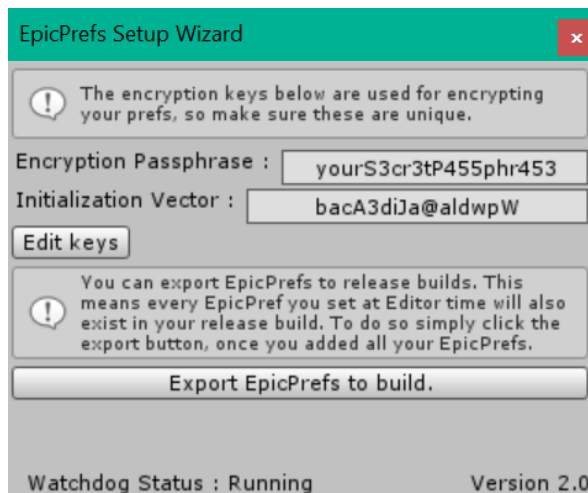 EpicPrefs Setup Wizard
x
The encryption keys below are used for encrypting
your prefs, so make sure these are unique.
Encryption Passphrase : yourS3cr3tP455phr453
Initialization Vector : bacA3diJa@aldwpW
Edit keys
You can export EpicPrefs to release builds. This
means every EpicPref you set at Editor time will also
exist in your release build. To do so simply click the
export button, once you added all your EpicPrefs.
Export EpicPrefs to build.
Watchdog Status : Running Version 2.0